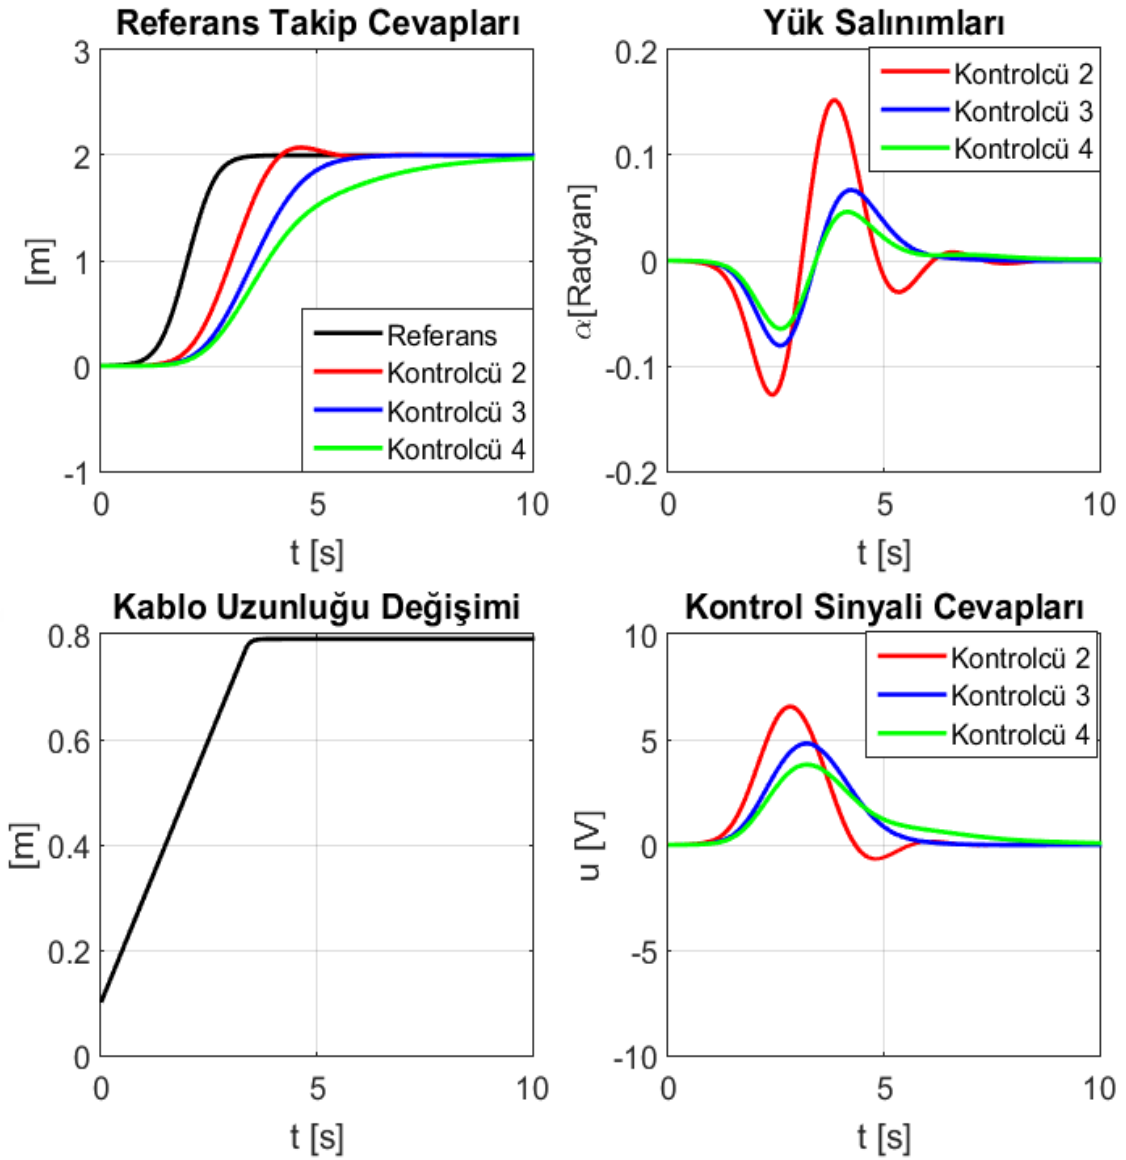 Referans Takip Cevapları
3
2
1
0
-1
[m]
Referans
Kontrolcü 2
Kontrolcü 3
Kontrolcü 4
0 5 10
t [s]
Yük Salınımları
0.2
0.1
0
-0.1
-0.2
α[Radyan]
Kontrolcü 2
Kontrolcü 3
Kontrolcü 4
0 5 10
t [s]
Kablo Uzunluğu Değişimi
0.8
0.6
0.4
0.2
0
[m]
0 5 10
t [s]
Kontrol Sinyali Cevapları
10
5
0
-5
-10
u [V]
Kontrolcü 2
Kontrolcü 3
Kontrolcü 4
0 5 10
t [s]